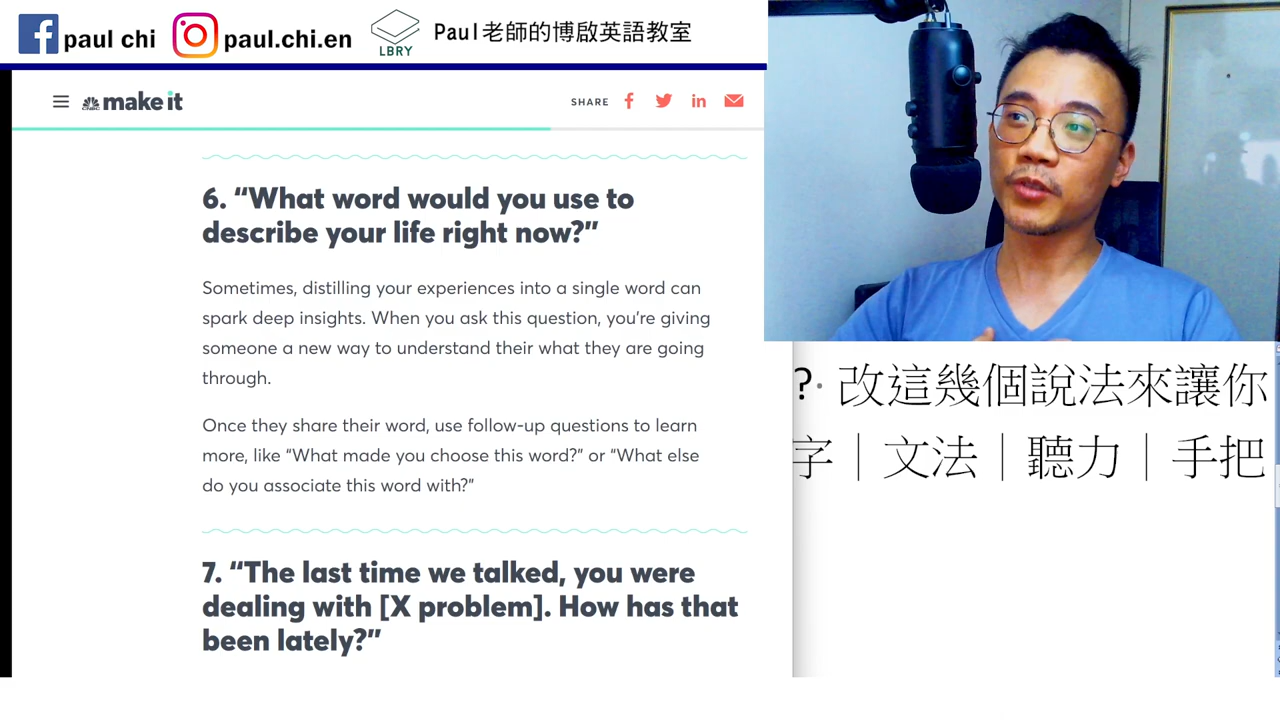 paul chi
paul.chi.en
LBRY
Paul老師的博啟英語教室
make it
SHARE
6. “What word would you use to
describe your life right now?”
Sometimes, distilling your experiences into a single word can
spark deep insights. When you ask this question, you’re giving
someone a new way to understand their what they are going
through.
Once they share their word, use follow-up questions to learn
more, like “What made you choose this word?” or “What else
do you associate this word with?”
7. “The last time we talked, you were
dealing with [X problem]. How has that
been lately?”
?· 改這幾個說法來讓你
字｜文法｜聽力｜手把